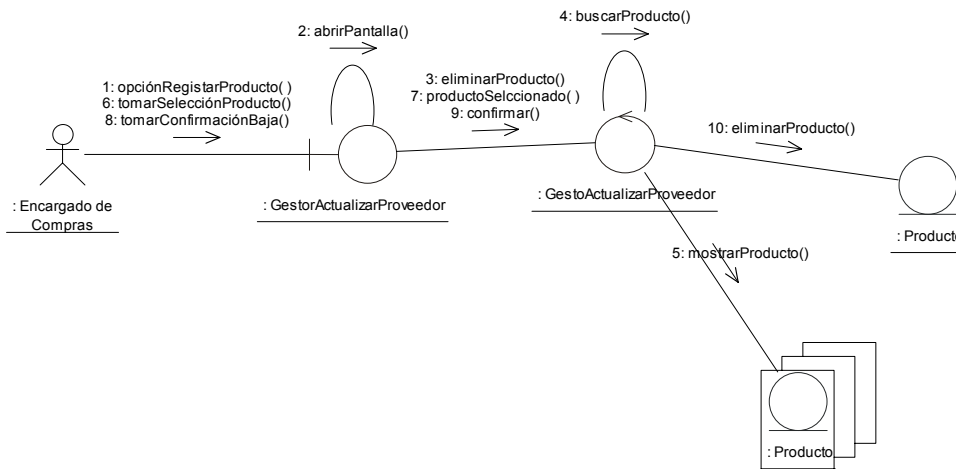 4: buscarProducto()
2: abrirPantalla()
1: opciónRegistarProducto( )
6: tomarSelecciónProducto()
8: tomarConfirmaciónBaja()
3: eliminarProducto()
7: productoSelccionado( )
9: confirmar()
10: eliminarProducto()
: Encargado de
Compras
: GestorActualizarProveedor
: GestoActualizarProveedor
: Producto
5: mostrarProducto()
: Producto